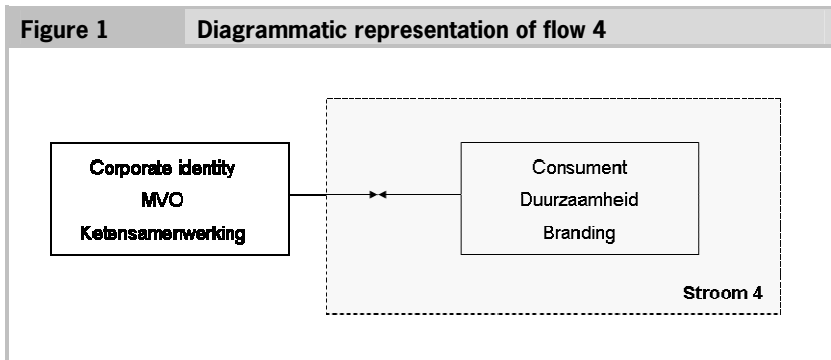 Figure 1 Diagrammatic representation of flow 4
Corporate identity
MVO
Ketensamenwerking
Consument
Duurzaamheid
Branding
Stroom 4